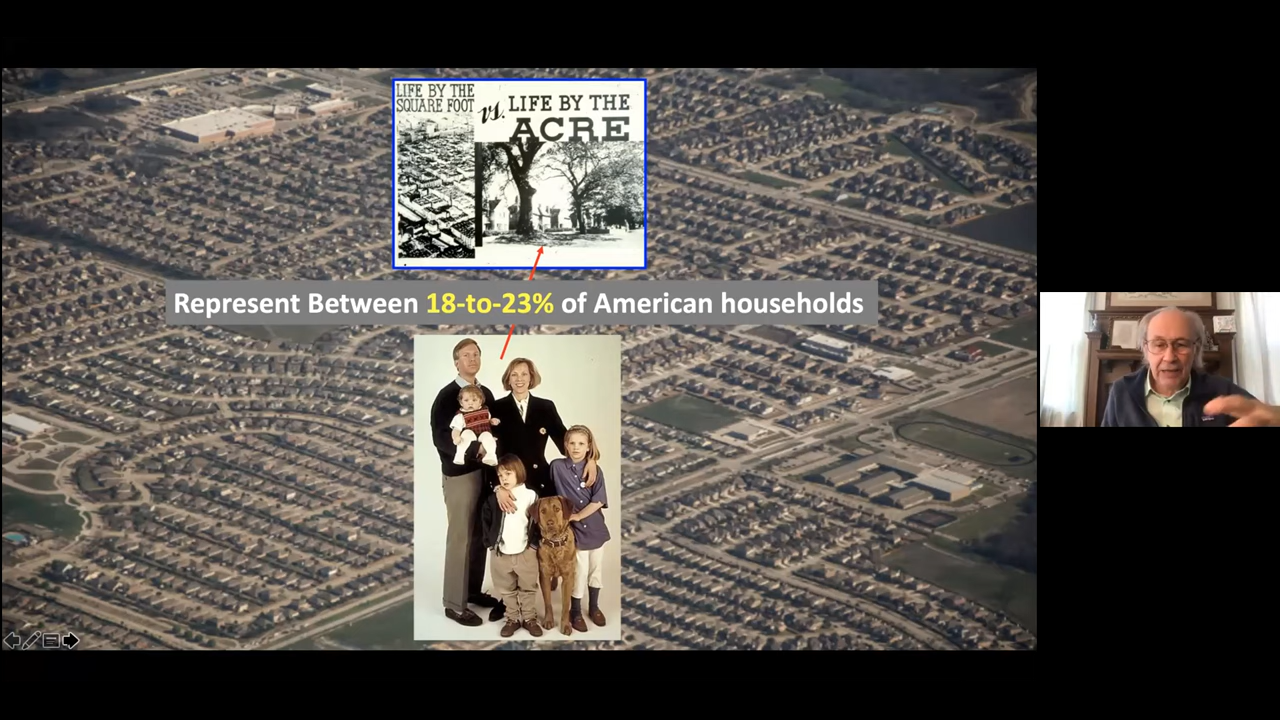 LIFE BY THE
SQUARE FOOT
vs.
LIFE BY THE
ACRE
Represent Between 18-to-23% of American households